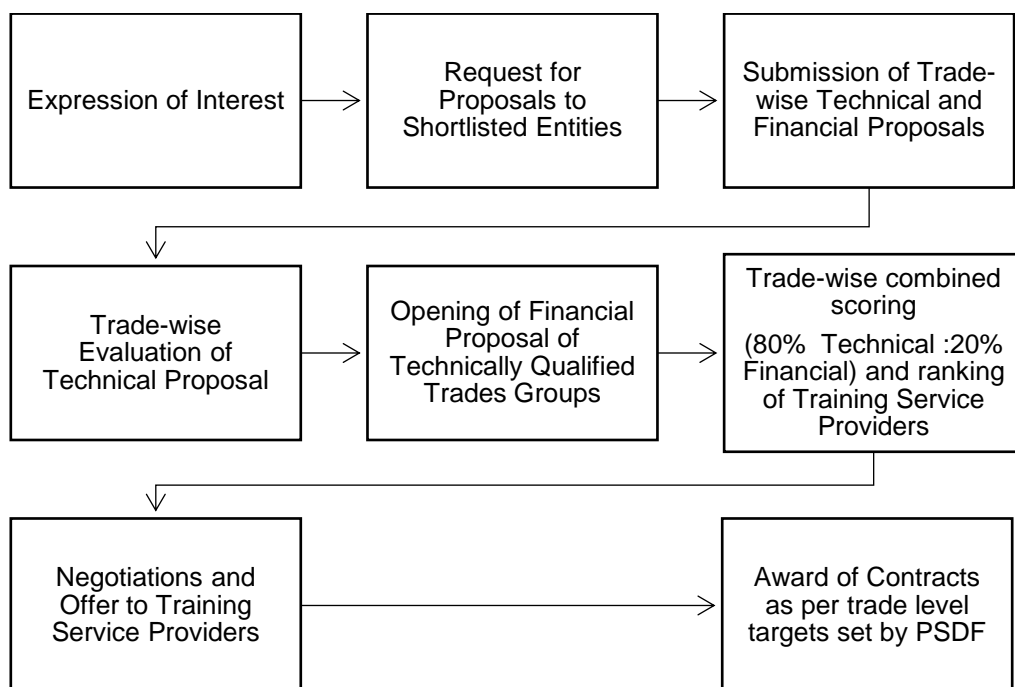 Expression of Interest
Request for
Proposals to
Shortlisted Entities
Submission of Trade-
wise Technical and
Financial Proposals
Trade-wise
Evaluation of
Technical Proposal
Opening of Financial
Proposal of
Technically Qualified
Trades Groups
Trade-wise combined
scoring
(80% Technical :20%
Financial) and ranking
of Training Service
Providers
Negotiations and
Offer to Training
Service Providers
Award of Contracts
as per trade level
targets set by PSDF